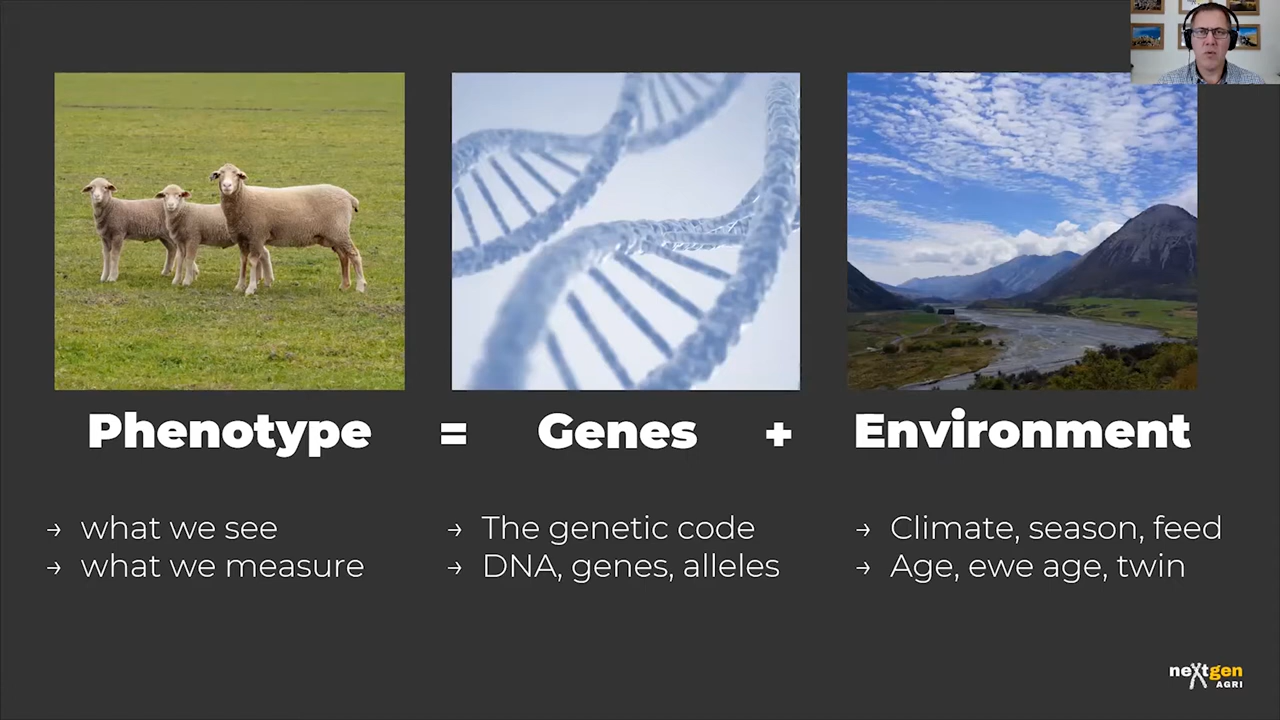 Phenotype = Genes + Environment
→ what we see
→ what we measure
→ The genetic code
→ DNA, genes, alleles
→ Climate, season, feed
→ Age, ewe age, twin
nextgen
AGRI